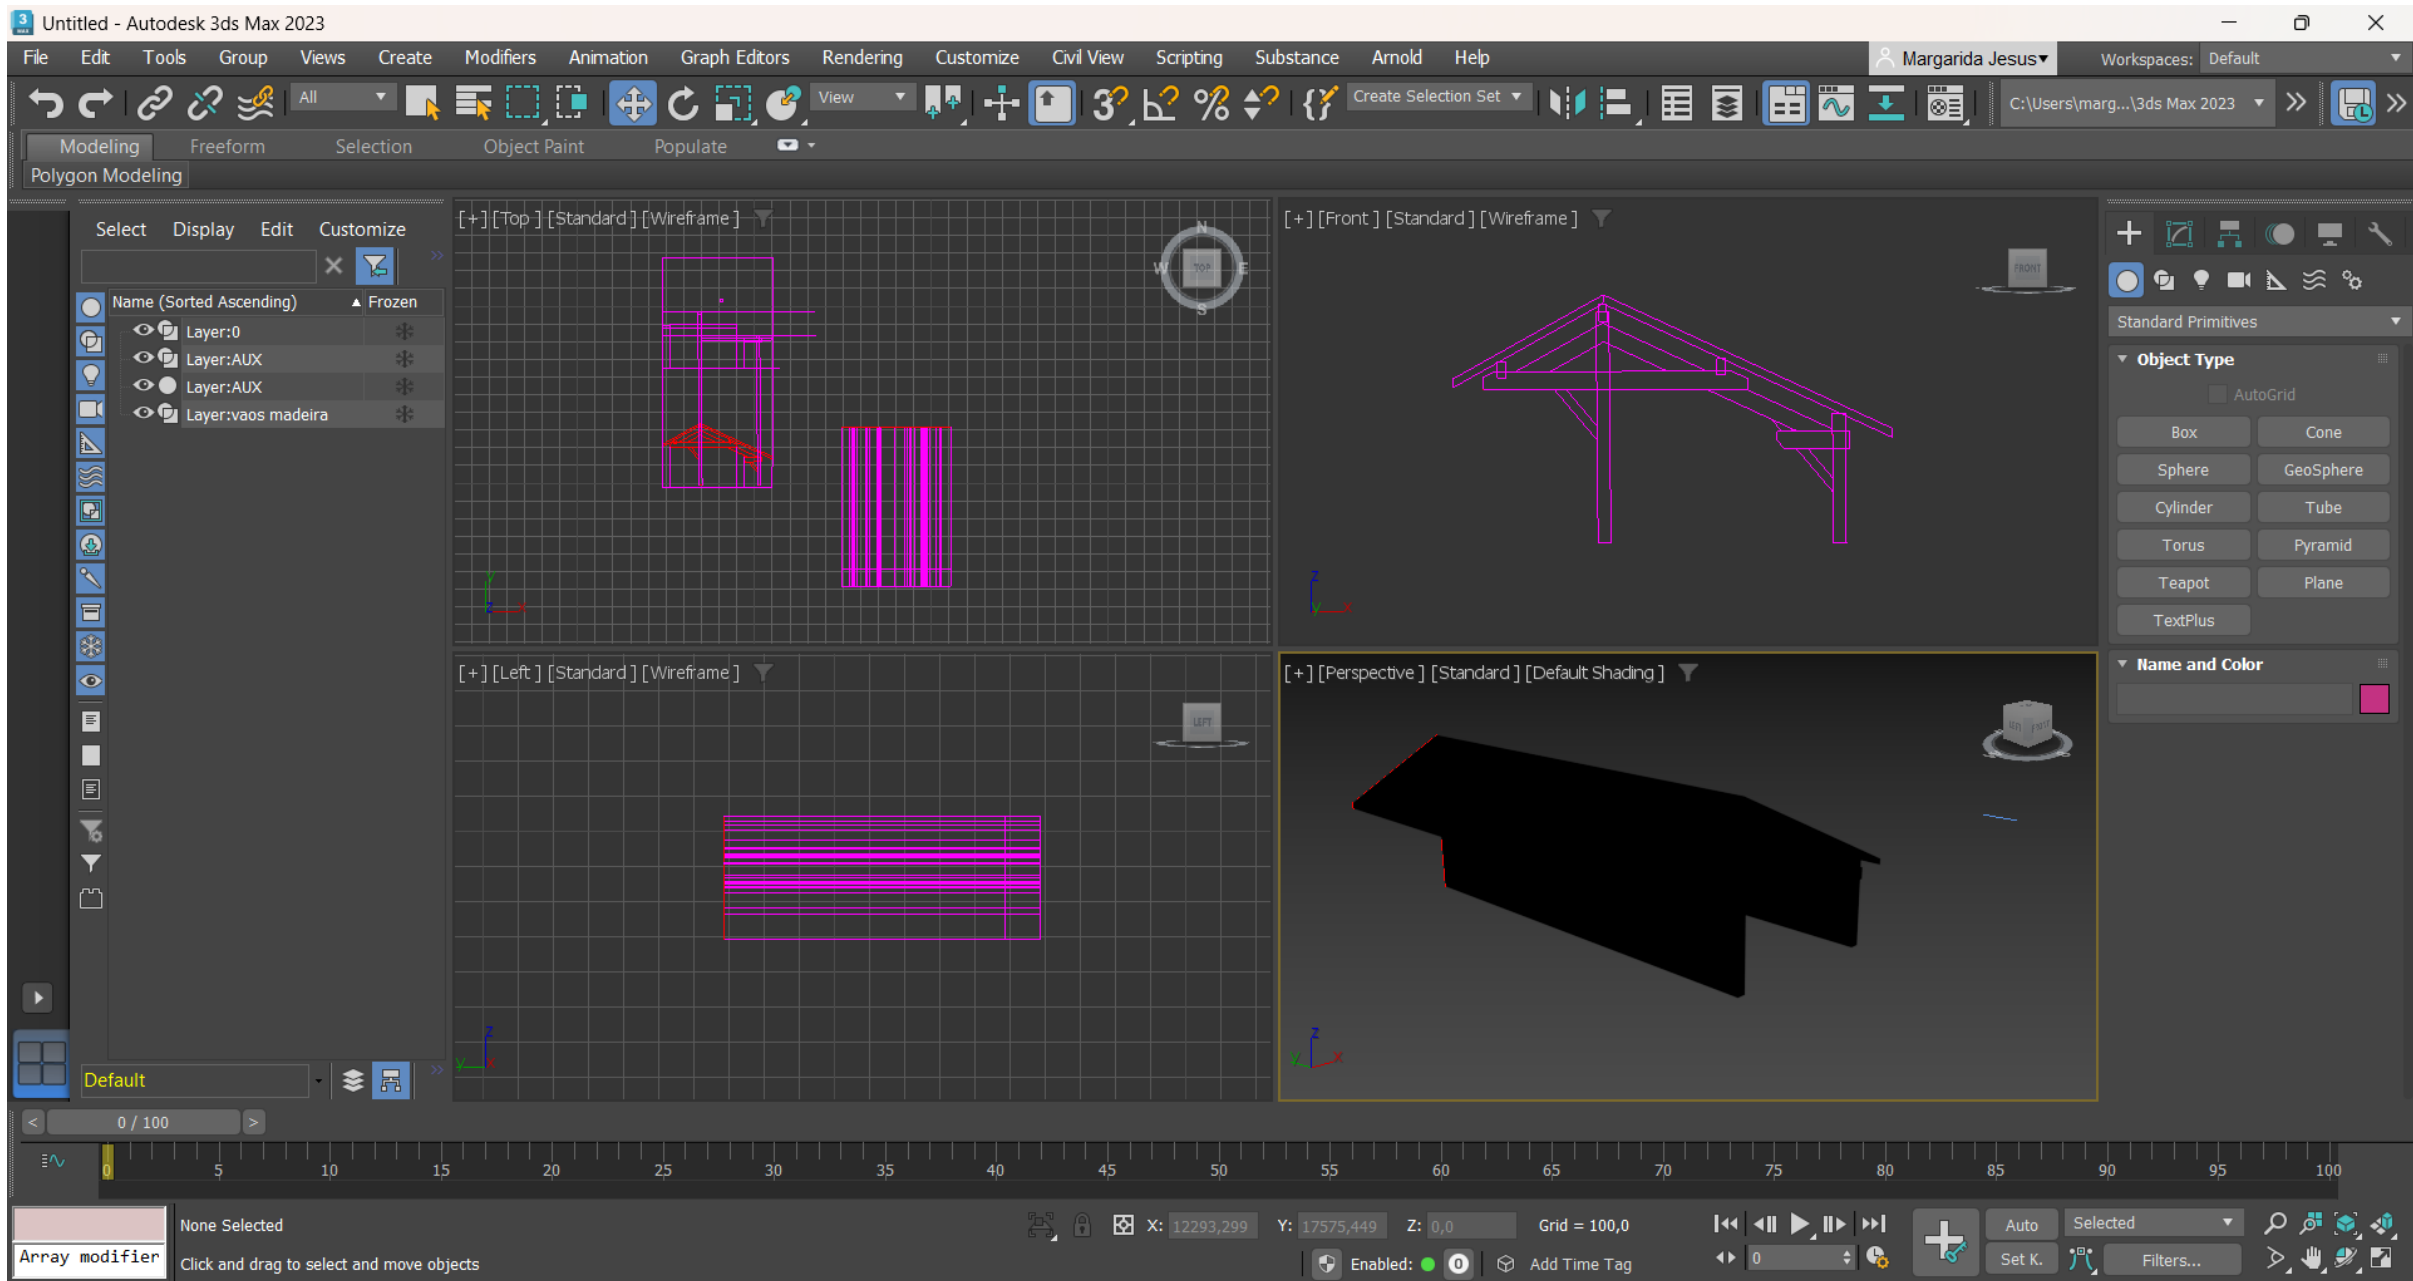 Untitled - Autodesk 3ds Max 2023
File Edit Tools Group Views Create Modifiers Animation Graph Editors Rendering Customize Civil View Scripting Substance Arnold Help Margarida Jesus Workspaces: Default
All View Create Selection Set C:\Users\marg...\3ds Max 2023
Modeling Freeform Selection Object Paint Populate
Polygon Modeling
Select Display Edit Customize
Name (Sorted Ascending) Frozen
Layer:0
Layer:AUX
Layer:AUX
Layer:vaos madeira
Default
[+] [Top ] [Standard ] [Wireframe ]
N
W TOP E
S
y
z x
[+] [Front ] [Standard ] [Wireframe ]
FRONT
z
y x
[+] [Left ] [Standard ] [Wireframe ]
LEFT
z
y x
[+] [Perspective ] [Standard ] [Default Shading ]
z
y x
Standard Primitives
Object Type
AutoGrid
Box Cone
Sphere GeoSphere
Cylinder Tube
Torus Pyramid
Teapot Plane
TextPlus
Name and Color
< 0 / 100 >
0 5 10 15 20 25 30 35 40 45 50 55 60 65 70 75 80 85 90 95 100
None Selected X: 12293,299 Y: 17575,449 Z: 0,0 Grid = 100,0 Auto Selected
Array modifier Click and drag to select and move objects Enabled: 0 Add Time Tag 0 Set K. Filters...